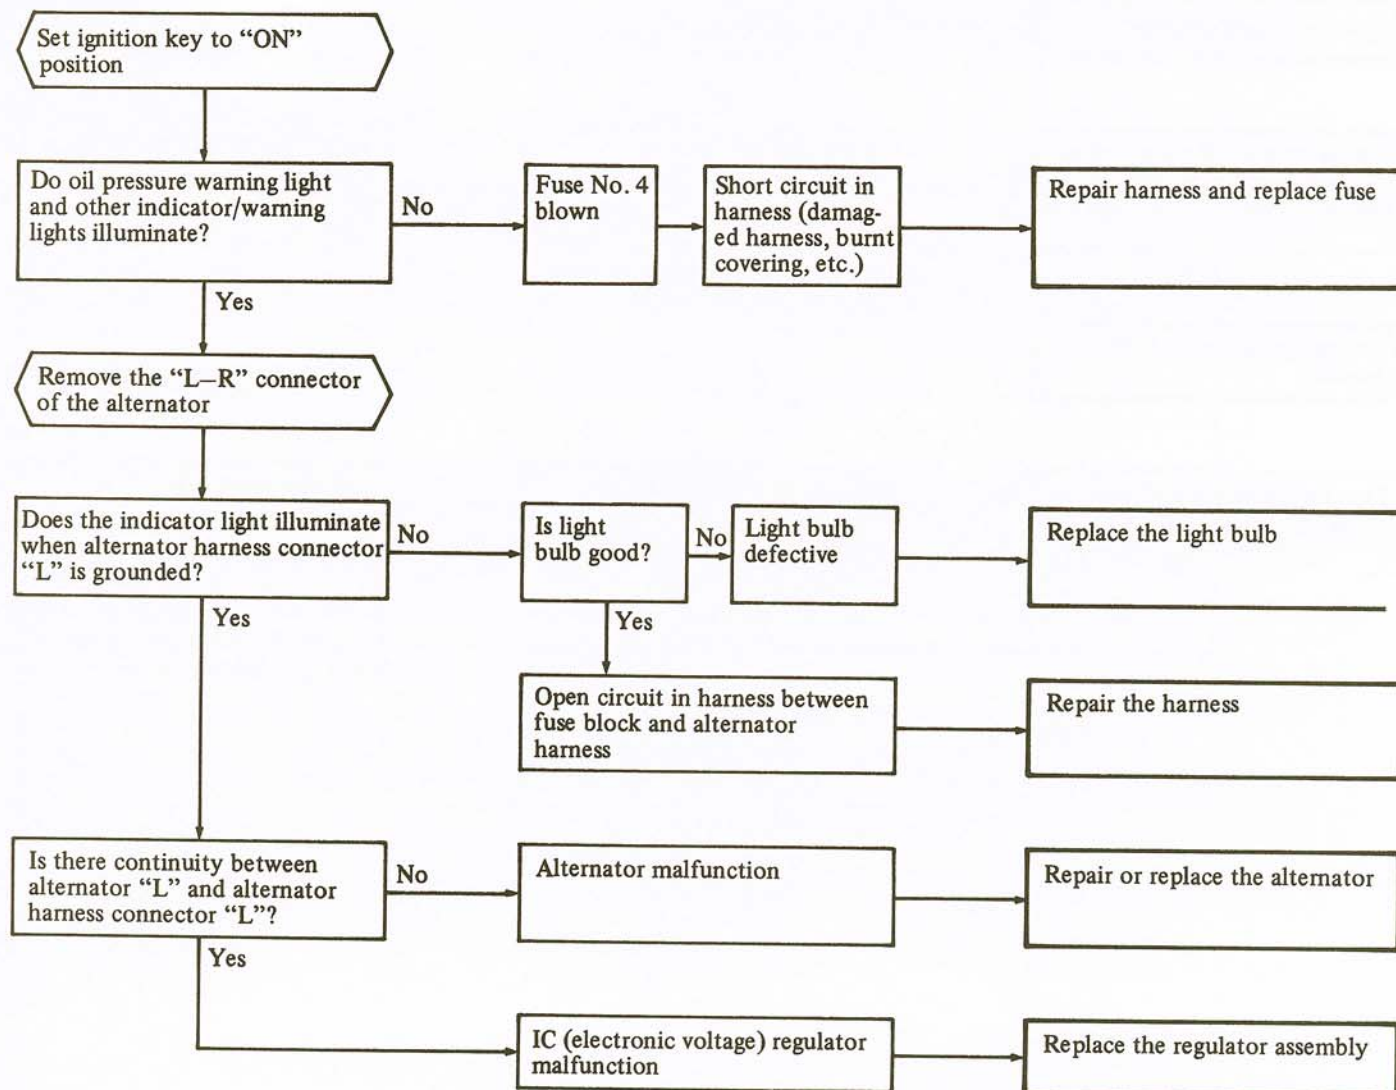 Set ignition key to “ON”
position
Do oil pressure warning light
and other indicator/warning
lights illuminate?
No
Fuse No. 4
blown
Short circuit in
harness (damag-
ed harness, burnt
covering, etc.)
Repair harness and replace fuse
Yes
Remove the “L–R” connector
of the alternator
Does the indicator light illuminate
when alternator harness connector
“L” is grounded?
No
Is light
bulb good?
No
Light bulb
defective
Replace the light bulb
Yes
Yes
Open circuit in harness between
fuse block and alternator
harness
Repair the harness
Is there continuity between
alternator “L” and alternator
harness connector “L”?
No
Alternator malfunction
Repair or replace the alternator
Yes
IC (electronic voltage) regulator
malfunction
Replace the regulator assembly